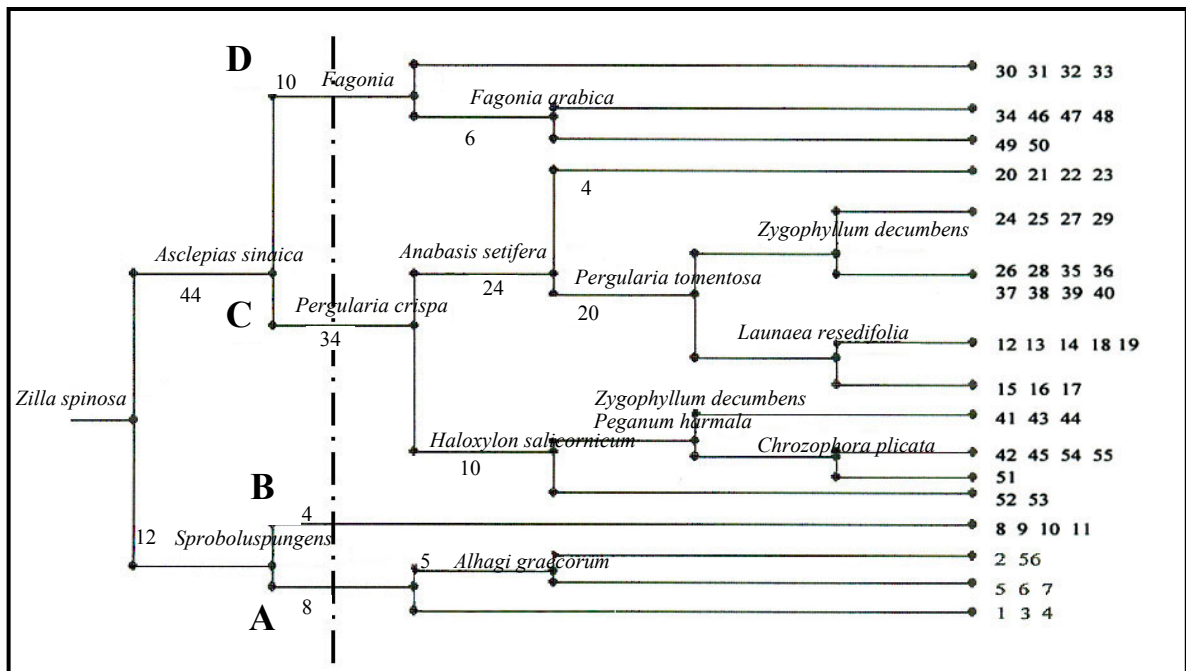 D
10 Fagonia
30 31 32 33
Fagonia arabica
34 46 47 48
6
49 50
20 21 22 23
4
24 25 27 29
Zygophyllum decumbens
Asclepias sinaica
Anabasis setifera
26 28 35 36
44
24
Pergularia tomentosa
37 38 39 40
C
Pergularia crispa
20
34
Launaea resedifolia
12 13 14 18 19
15 16 17
Zilla spinosa
Zygophyllum decumbens
Peganum harmala
41 43 44
Haloxylon salicornicum
Chrozophora plicata
42 45 54 55
10
51
B
52 53
4
12 Sproboluspungens
8 9 10 11
5 Alhagi graecorum
2 56
5 6 7
8
A
1 3 4